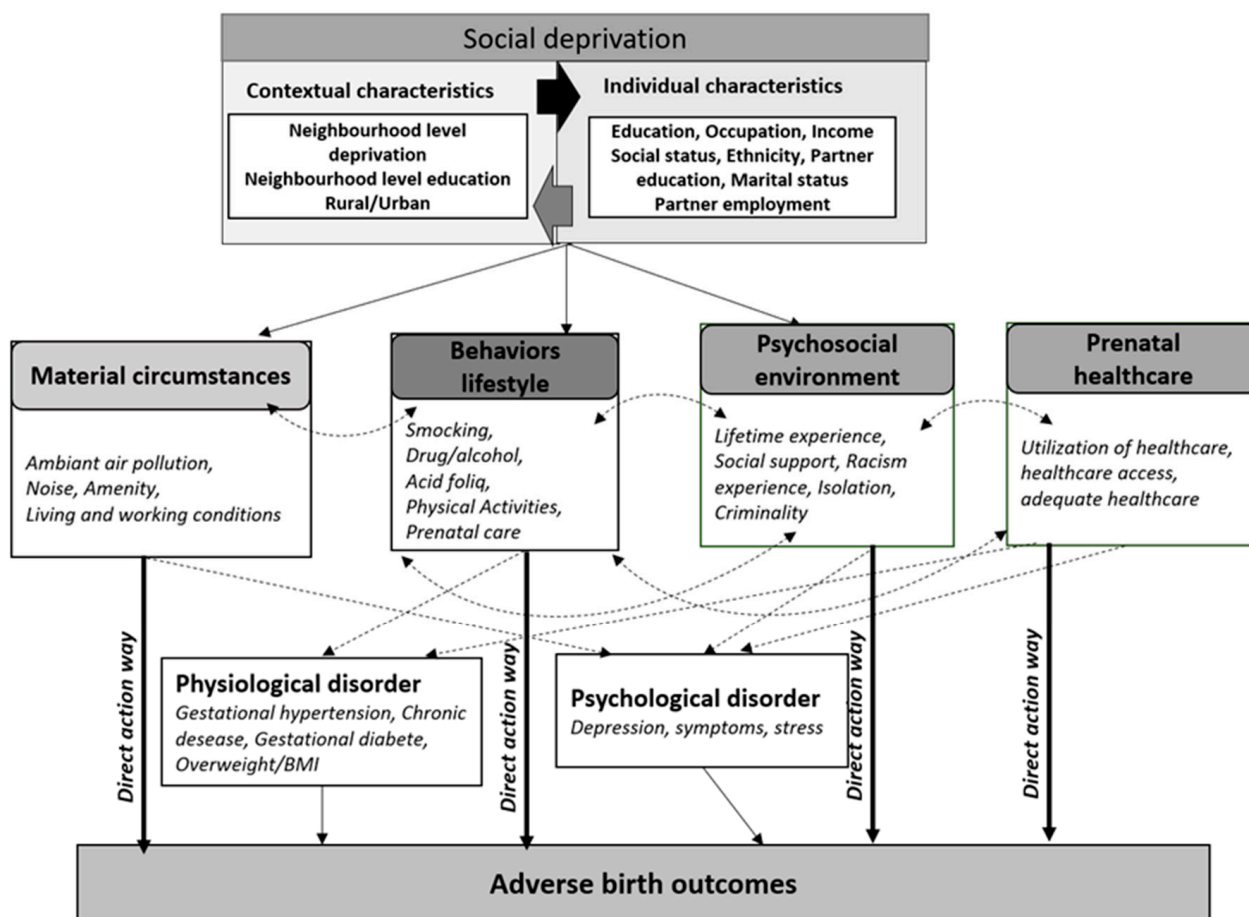 Social deprivation
Contextual characteristics
Neighbourhood level
deprivation
Neighbourhood level education
Rural/Urban
Individual characteristics
Education, Occupation, Income
Social status, Ethnicity, Partner
education, Marital status
Partner employment
Material circumstances
Ambiant air pollution,
Noise, Amenity,
Living and working conditions
Behaviors
lifestyle
Smocking,
Drug/alcohol,
Acid foliq,
Physical Activities,
Prenatal care
Psychosocial
environment
Lifetime experience,
Social support, Racism
experience, Isolation,
Criminality
Prenatal
healthcare
Utilization of healthcare,
healthcare access,
adequate healthcare
Direct action way
Physiological disorder
Gestational hypertension, Chronic
desease, Gestational diabete,
Overweight/BMI
Direct action way
Psychological disorder
Depression, symptoms, stress
Direct action way
Direct action way
Adverse birth outcomes